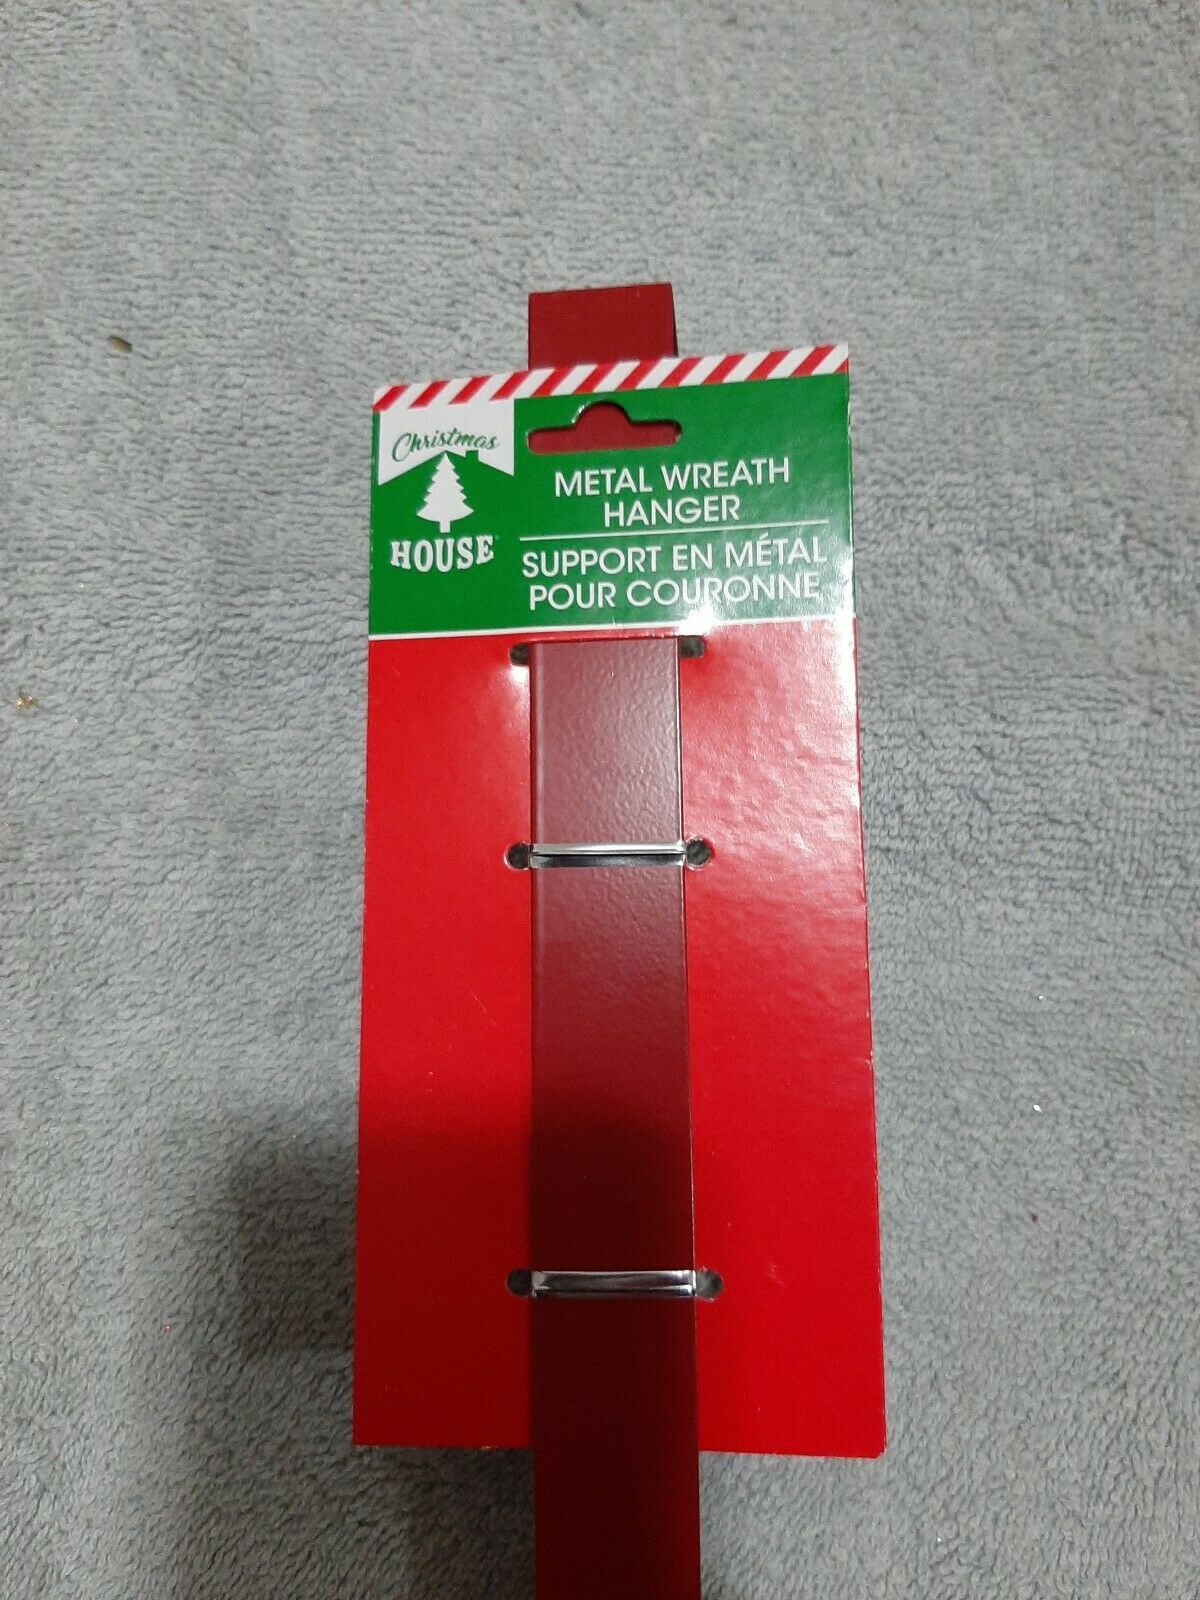 Christmas
HOUSE
METAL WREATH
HANGER
SUPPORT EN MÉTAL
POUR COURONNE